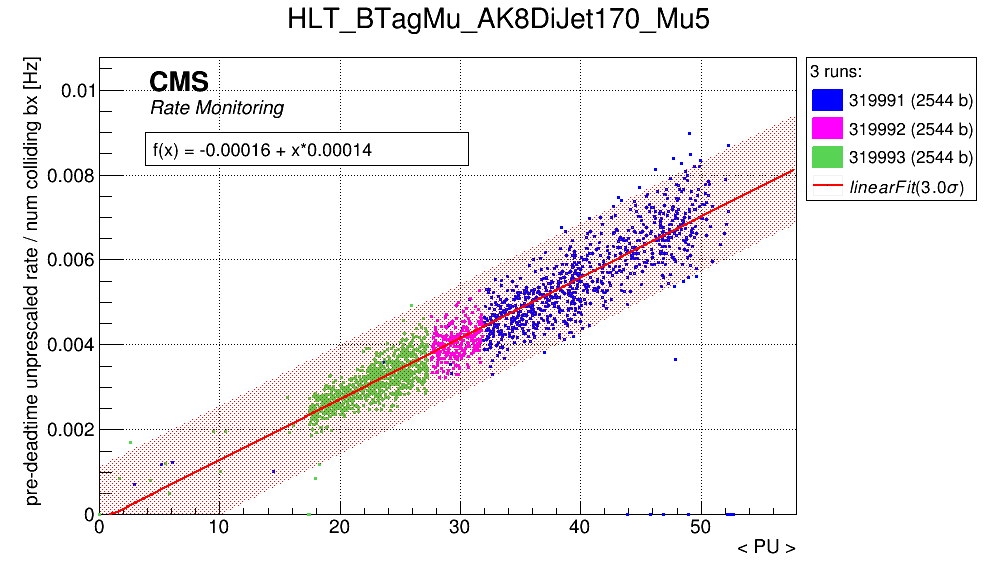 HLT_BTagMu_AK8DiJet170_Mu5
pre-deadtime unprescaled rate / num colliding bx [Hz]
CMS
Rate Monitoring
f(x) = -0.00016 + x*0.00014
0.01
0.008
0.006
0.004
0.002
0
0 10 20 30 40 50
< PU >
3 runs:
319991 (2544 b)
319992 (2544 b)
319993 (2544 b)
linearFit(3.0σ)